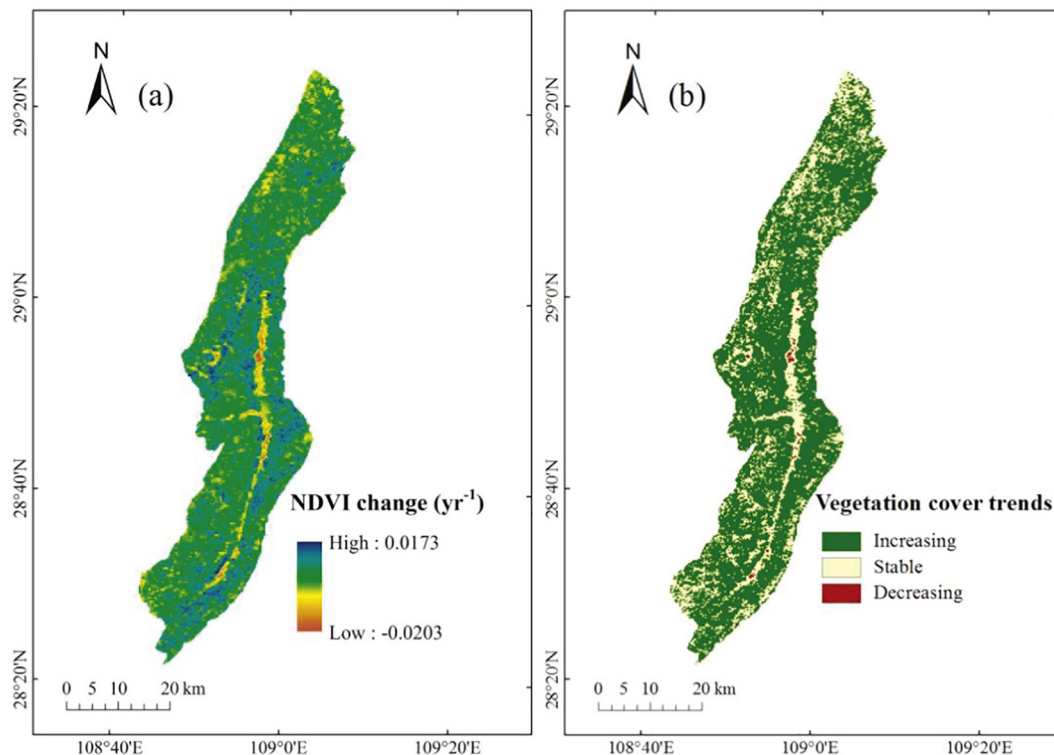 N
(a)
29°20'N
29°0'N
28°40'N
28°20'N
NDVI change (yr⁻¹)
High : 0.0173
Low : -0.0203
0 5 10 20 km
108°40'E 109°0'E 109°20'E
N
(b)
29°20'N
29°0'N
28°40'N
28°20'N
Vegetation cover trends
Increasing
Stable
Decreasing
0 5 10 20 km
108°40'E 109°0'E 109°20'E